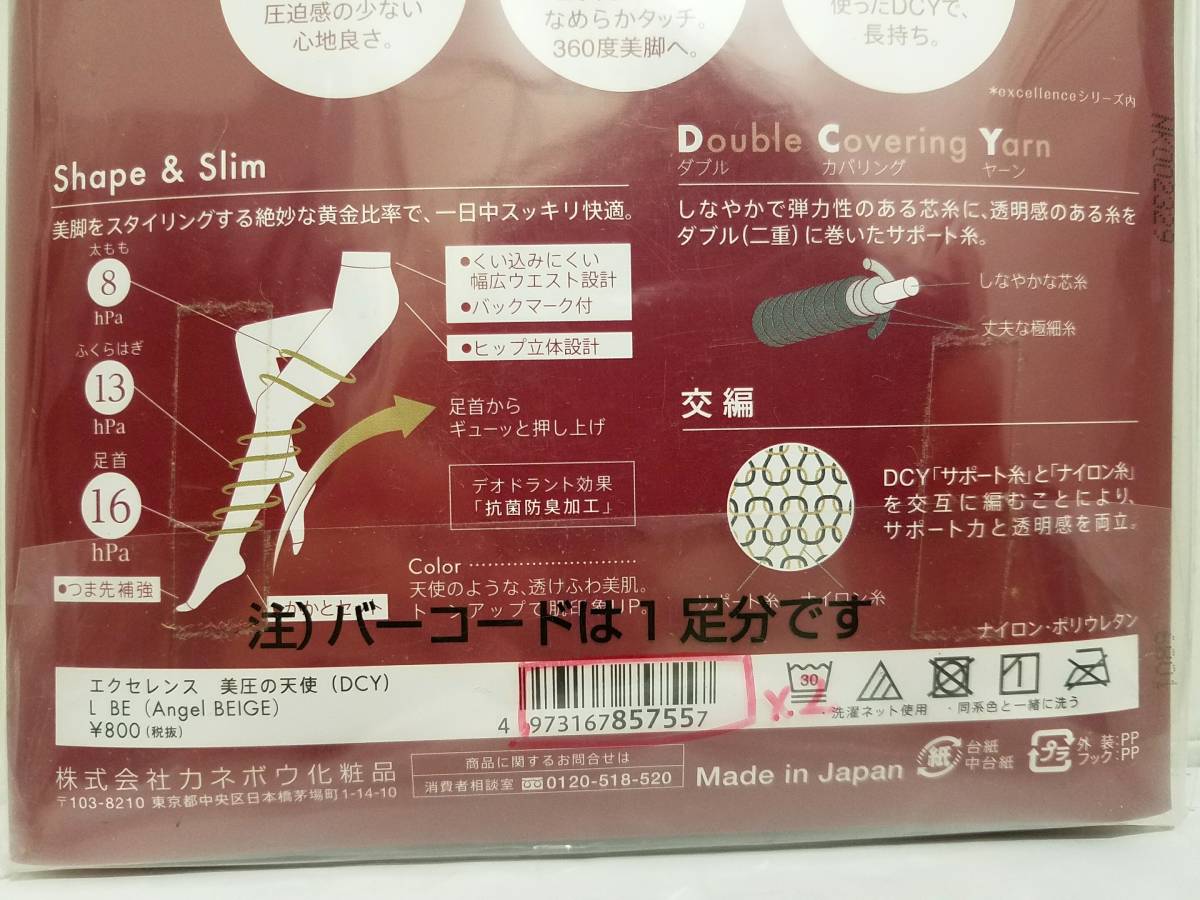 圧迫感の少ない
心地良さ。
なめらかタッチ。
360度美脚へ。
使ったDCYで、
長持ち。
*excellenceシリーズ内
Shape & Slim
美脚をスタイリングする絶妙な黄金比率で、一日中スッキリ快適。
太もも
8
hPa
ふくらはぎ
13
hPa
足首
16
hPa
•つま先補強
•くい込みにくい
幅広ウエスト設計
•バックマーク付
•ヒップ立体設計
足首から
ギューッと押し上げ
デオドラント効果
「抗菌防臭加工」
Color
天使のような、透けふわ美肌。
Double Covering Yarn
ダブル カバリング ヤーン
しなやかで弾力性のある芯糸に、透明感のある糸を
ダブル(二重)に巻いたサポート糸。
しなやかな芯糸
丈夫な極細糸
交編
DCY「サポート糸」と「ナイロン糸」
を交互に編むことにより、
サポート力と透明感を両立。
サポート糸 ナイロン糸
ナイロン・ポリウレタン
注)バーコードは1足分です
エクセレンス 美圧の天使(DCY)
L BE(Angel BEIGE)
¥800(税抜)
4 973167 857557
x2
30
・洗濯ネット使用 ・同系色と一緒に洗う
株式会社カネボウ化粧品
〒103-8210 東京都中央区日本橋茅場町1-14-10
商品に関するお問合せは
消費者相談室 0120-518-520
Made in Japan
紙
台紙
中台紙
プラ
外装:PP
フック:PP